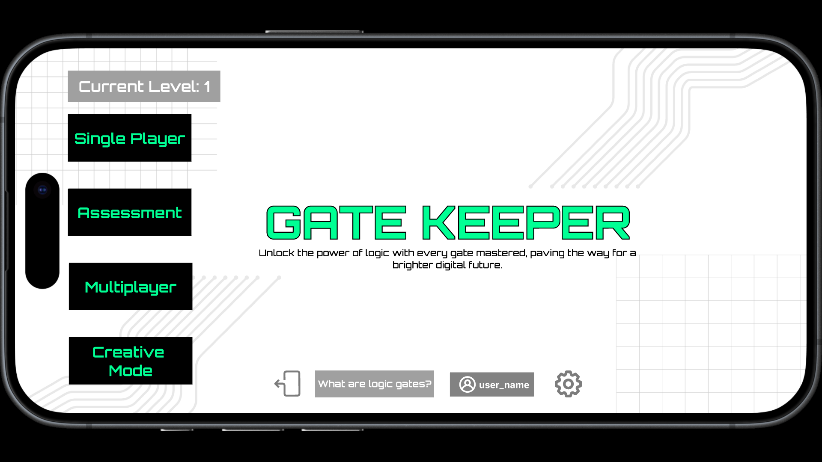 Current Level: 1
Single Player
Assessment
Multiplayer
Creative
Mode
GATE KEEPER
Unlock the power of logic with every gate mastered, paving the way for a
brighter digital future.
What are logic gates?
user_name